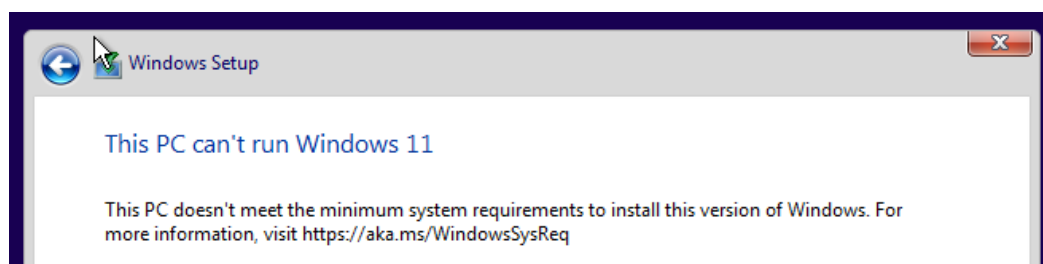 Windows Setup
This PC can't run Windows 11
This PC doesn't meet the minimum system requirements to install this version of Windows. For
more information, visit https://aka.ms/WindowsSysReq